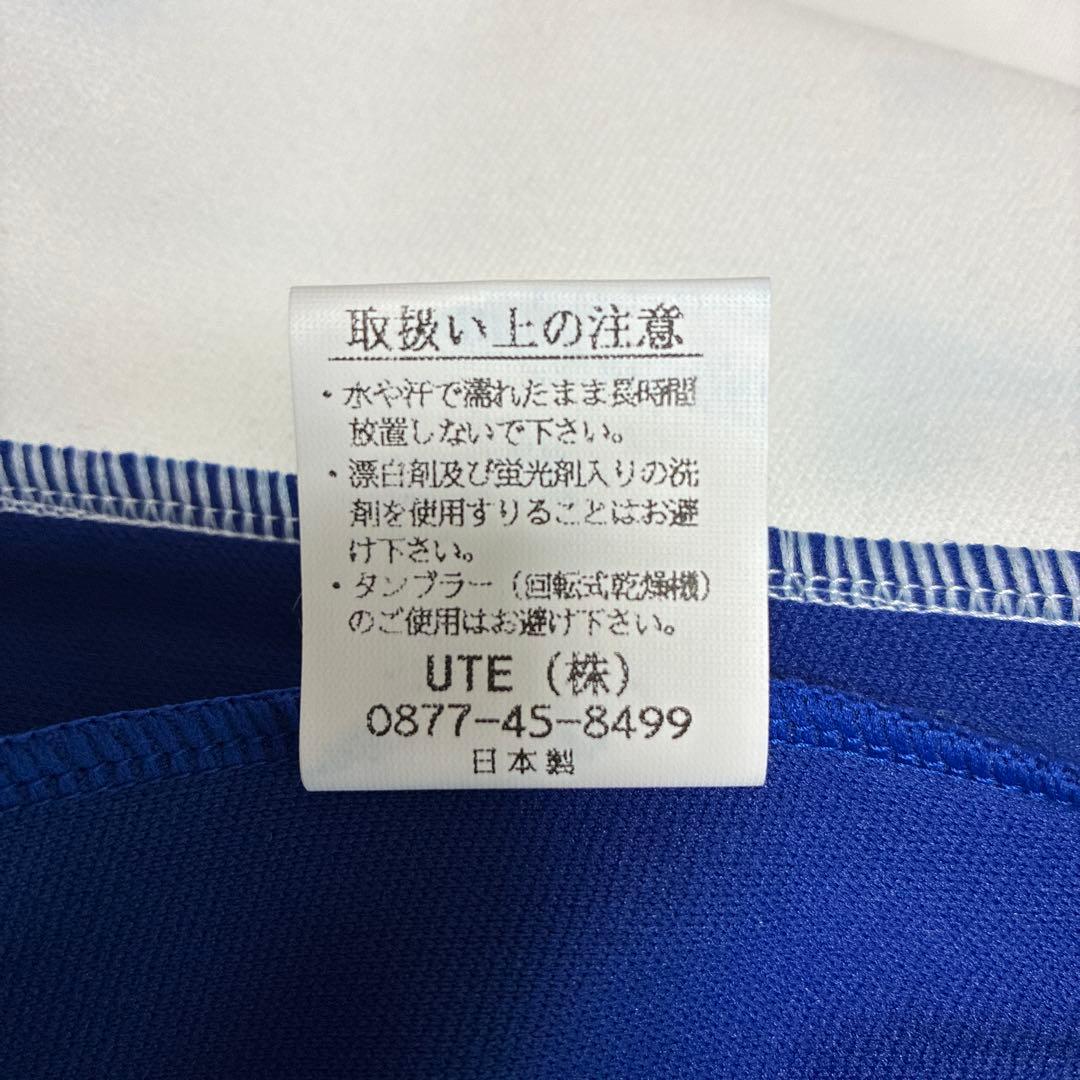 取扱い上の注意
・水や汗で濡れたまま長時間
放置しないで下さい。
・漂白剤及び蛍光剤入りの洗
剤を使用すりることはお避
け下さい。
・タンブラー（回転式乾燥機）
のご使用はお避け下さい。
UTE（株）
0877-45-8499
日本製